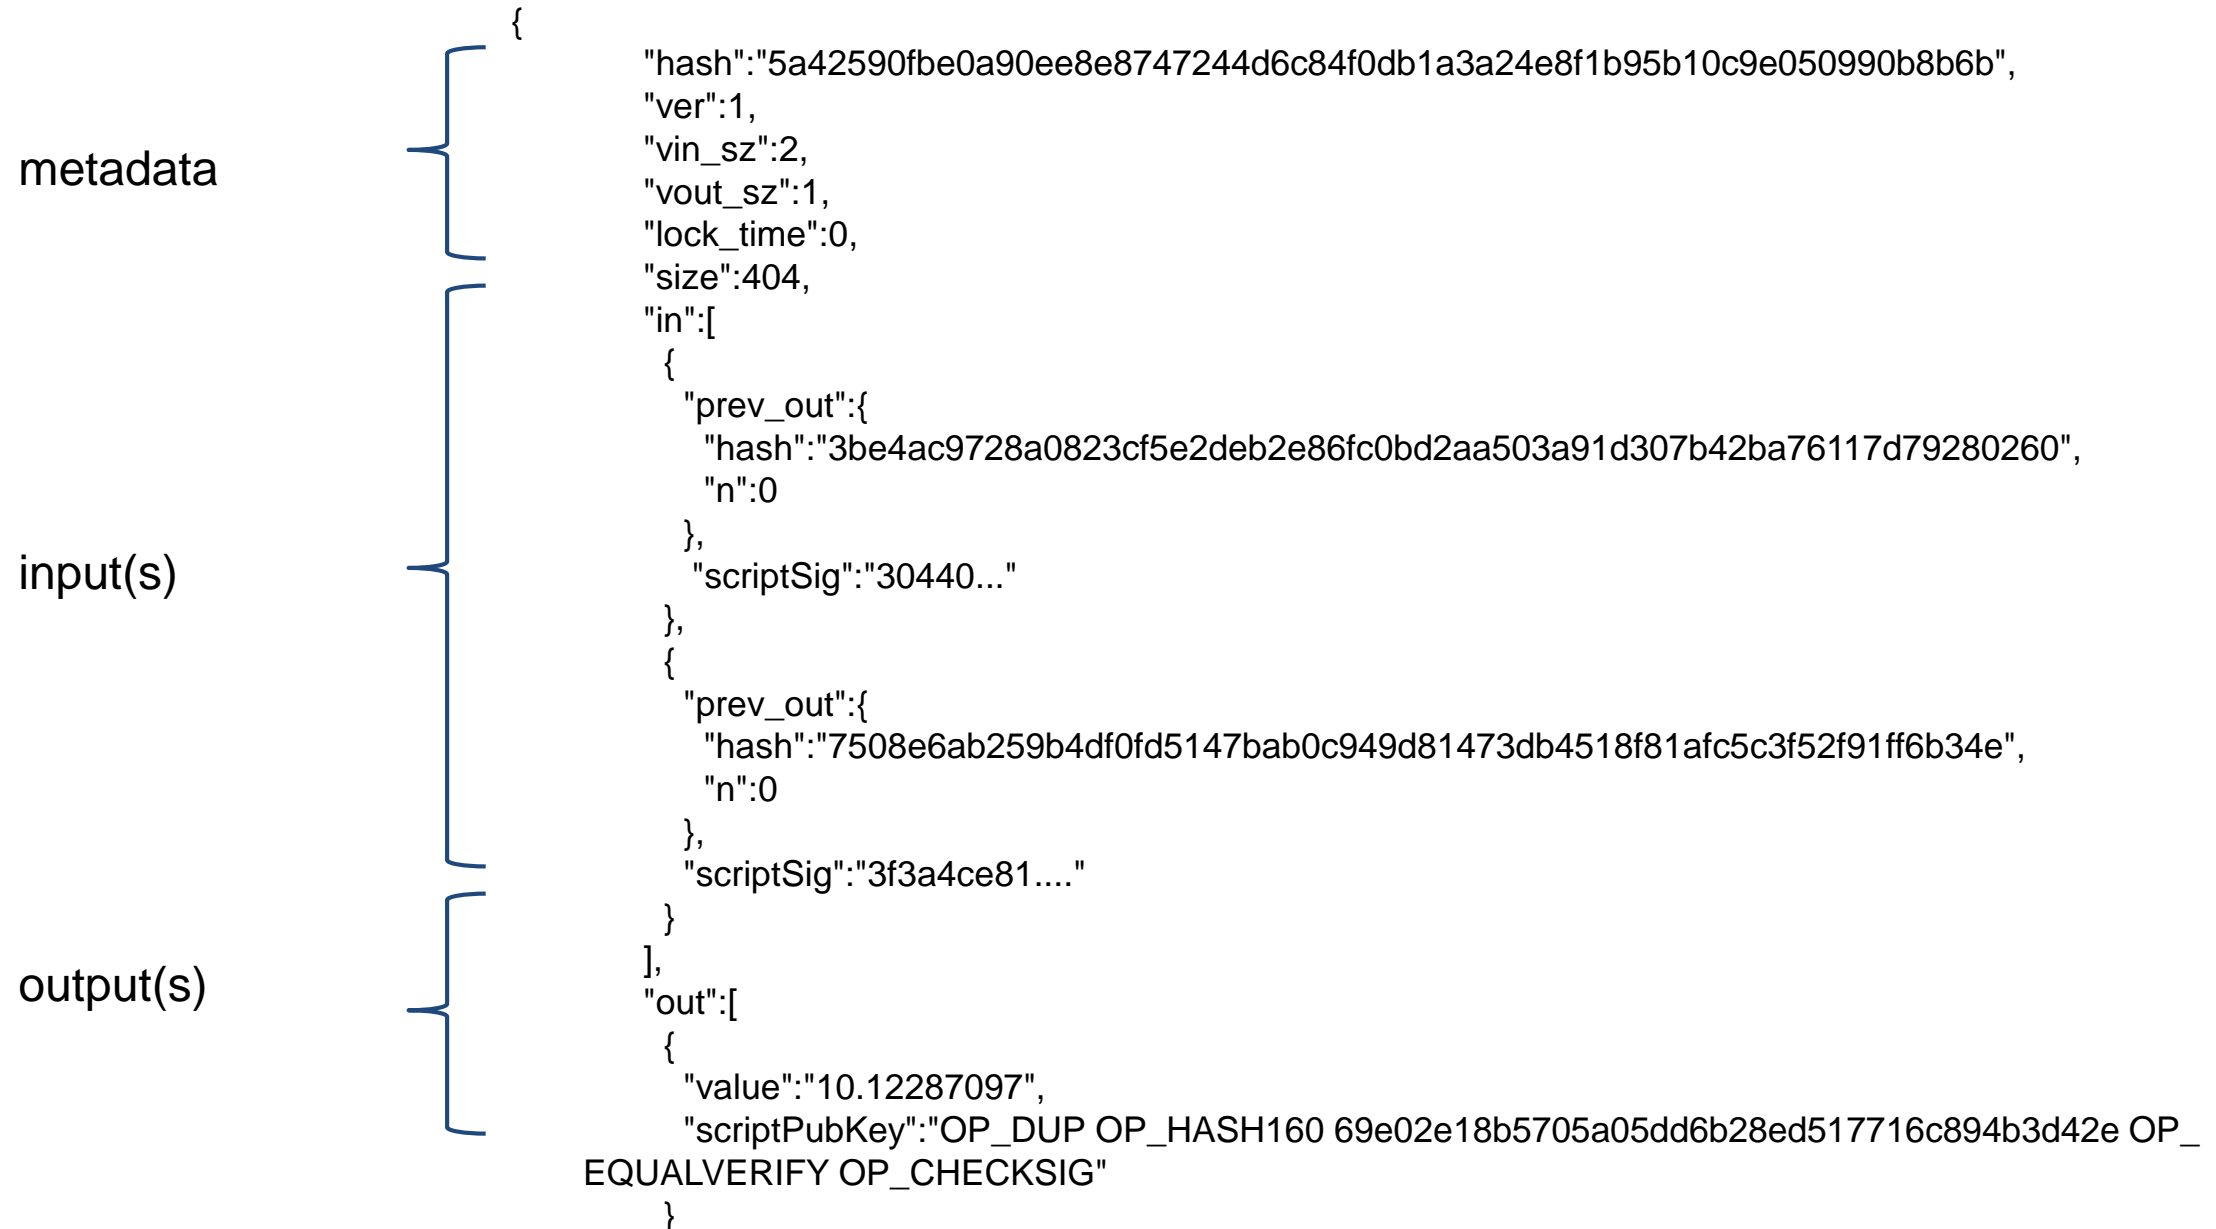 {
"hash":"5a42590fbe0a90ee8e8747244d6c84f0db1a3a24e8f1b95b10c9e050990b8b6b",
"ver":1,
metadata
"vin_sz":2,
"vout_sz":1,
"lock_time":0,
"size":404,
"in":[
{
"prev_out":{
"hash":"3be4ac9728a0823cf5e2deb2e86fc0bd2aa503a91d307b42ba76117d79280260",
"n":0
},
input(s)
"scriptSig":"30440..."
},
{
"prev_out":{
"hash":"7508e6ab259b4df0fd5147bab0c949d81473db4518f81afc5c3f52f91ff6b34e",
"n":0
},
"scriptSig":"3f3a4ce81...."
}
],
output(s)
"out":[
{
"value":"10.12287097",
"scriptPubKey":"OP_DUP OP_HASH160 69e02e18b5705a05dd6b28ed517716c894b3d42e OP_
EQUALVERIFY OP_CHECKSIG"
}